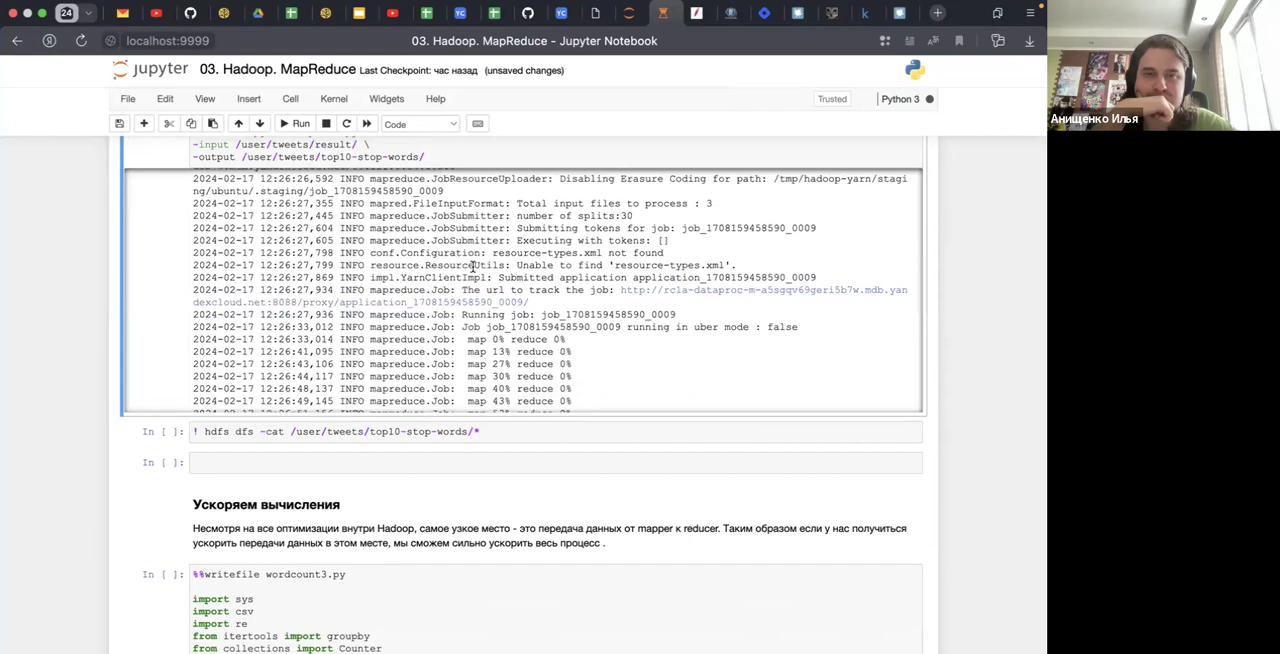 24
localhost:9999
03. Hadoop. MapReduce - Jupyter Notebook
jupyter 03. Hadoop. MapReduce Last Checkpoint: час назад (unsaved changes)
File Edit View Insert Cell Kernel Widgets Help
Trusted
Python 3
Run
Code
-input /user/tweets/result/ \
-output /user/tweets/top10-stop-words/
2024-02-17 12:26:26,592 INFO mapreduce.JobResourceUploader: Disabling Erasure Coding for path: /tmp/hadoop-yarn/stagi
ng/ubuntu/.staging/job_1708159458590_0009
2024-02-17 12:26:27,355 INFO mapred.FileInputFormat: Total input files to process : 3
2024-02-17 12:26:27,445 INFO mapreduce.JobSubmitter: number of splits:30
2024-02-17 12:26:27,604 INFO mapreduce.JobSubmitter: Submitting tokens for job: job_1708159458590_0009
2024-02-17 12:26:27,605 INFO mapreduce.JobSubmitter: Executing with tokens: []
2024-02-17 12:26:27,798 INFO conf.Configuration: resource-types.xml not found
2024-02-17 12:26:27,799 INFO resource.ResourceUtils: Unable to find 'resource-types.xml'.
2024-02-17 12:26:27,869 INFO impl.YarnClientImpl: Submitted application application_1708159458590_0009
2024-02-17 12:26:27,934 INFO mapreduce.Job: The url to track the job: http://rcla-dataproc-m-a5sgqv69geri5b7w.mdb.yan
dexcloud.net:8088/proxy/application_1708159458590_0009/
2024-02-17 12:26:27,936 INFO mapreduce.Job: Running job: job_1708159458590_0009
2024-02-17 12:26:33,012 INFO mapreduce.Job: Job job_1708159458590_0009 running in uber mode : false
2024-02-17 12:26:33,014 INFO mapreduce.Job:  map 0% reduce 0%
2024-02-17 12:26:41,095 INFO mapreduce.Job:  map 13% reduce 0%
2024-02-17 12:26:43,106 INFO mapreduce.Job:  map 27% reduce 0%
2024-02-17 12:26:44,117 INFO mapreduce.Job:  map 30% reduce 0%
2024-02-17 12:26:48,137 INFO mapreduce.Job:  map 40% reduce 0%
2024-02-17 12:26:49,145 INFO mapreduce.Job:  map 43% reduce 0%
In [ ]: ! hdfs dfs -cat /user/tweets/top10-stop-words/*
In [ ]:
Ускоряем вычисления
Несмотря на все оптимизации внутри Hadoop, самое узкое место - это передача данных от mapper к reducer. Таким образом если у нас получиться
ускорить передачи данных в этом месте, мы сможем сильно ускорить весь процесс .
In [ ]: %%writefile wordcount3.py
import sys
import csv
import re
from itertools import groupby
from collections import Counter
Анищенко Илья